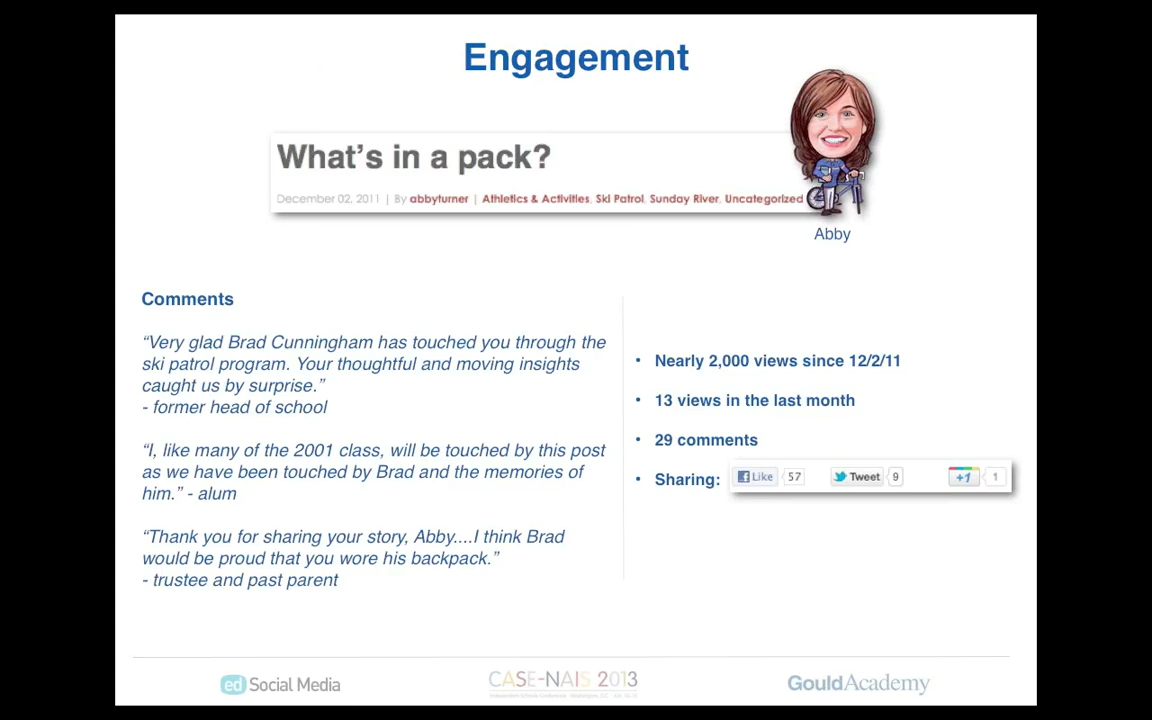 Engagement
What's in a pack?
December 02, 2011 | By abbyturner | Athletics & Activities, Ski Patrol, Sunday River, Uncategorized
Abby
Comments
“Very glad Brad Cunningham has touched you through the
ski patrol program. Your thoughtful and moving insights
caught us by surprise.”
- former head of school
“I, like many of the 2001 class, will be touched by this post
as we have been touched by Brad and the memories of
him.” - alum
“Thank you for sharing your story, Abby....I think Brad
would be proud that you wore his backpack.”
- trustee and past parent
• Nearly 2,000 views since 12/2/11
• 13 views in the last month
• 29 comments
• Sharing: Like 57 Tweet 9 +1 1
ed Social Media
CASE-NAIS 2013
GouldAcademy